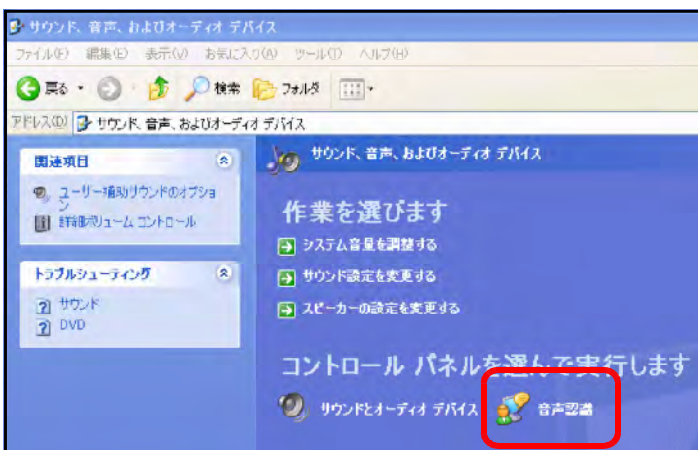 サウンド、音声、およびオーディオ デバイス
ファイル(F) 編集(E) 表示(V) お気に入り(A) ツール(T) ヘルプ(H)
戻る 検索 フォルダ
アドレス(D) サウンド、音声、およびオーディオ デバイス
関連項目
ユーザー補助サウンドのオプション
詳細ボリューム コントロール
トラブルシューティング
サウンド
DVD
サウンド、音声、およびオーディオ デバイス
作業を選びます
システム音量を調整する
サウンド設定を変更する
スピーカーの設定を変更する
コントロール パネルを選んで実行します
サウンドとオーディオ デバイス 音声認識